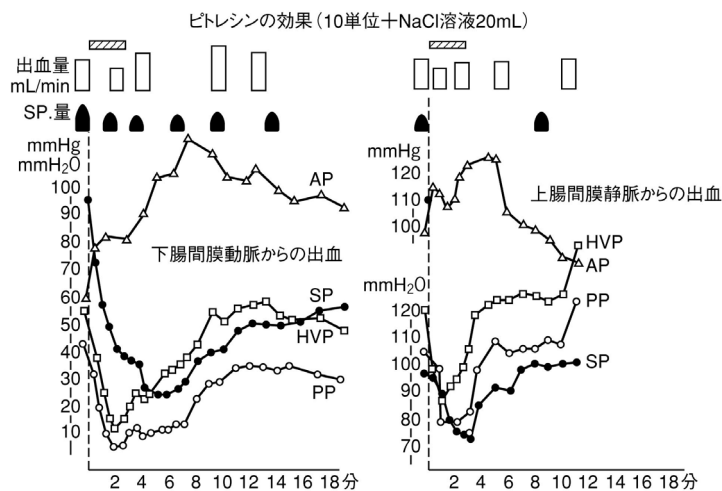 ピトレシンの効果（10単位＋NaCl溶液20mL）
出血量
mL/min
SP.量
mmHg
mmH₂O
100
90
80
70
60
50
40
30
20
10
AP
下腸間膜動脈からの出血
SP
HVP
PP
2 4 6 8 10 12 14 16 18 分
mmHg
120
110
100
上腸間膜静脈からの出血
HVP
AP
mmH₂O
120
110
100
90
80
70
PP
SP
2 4 6 8 10 11 12 14 分